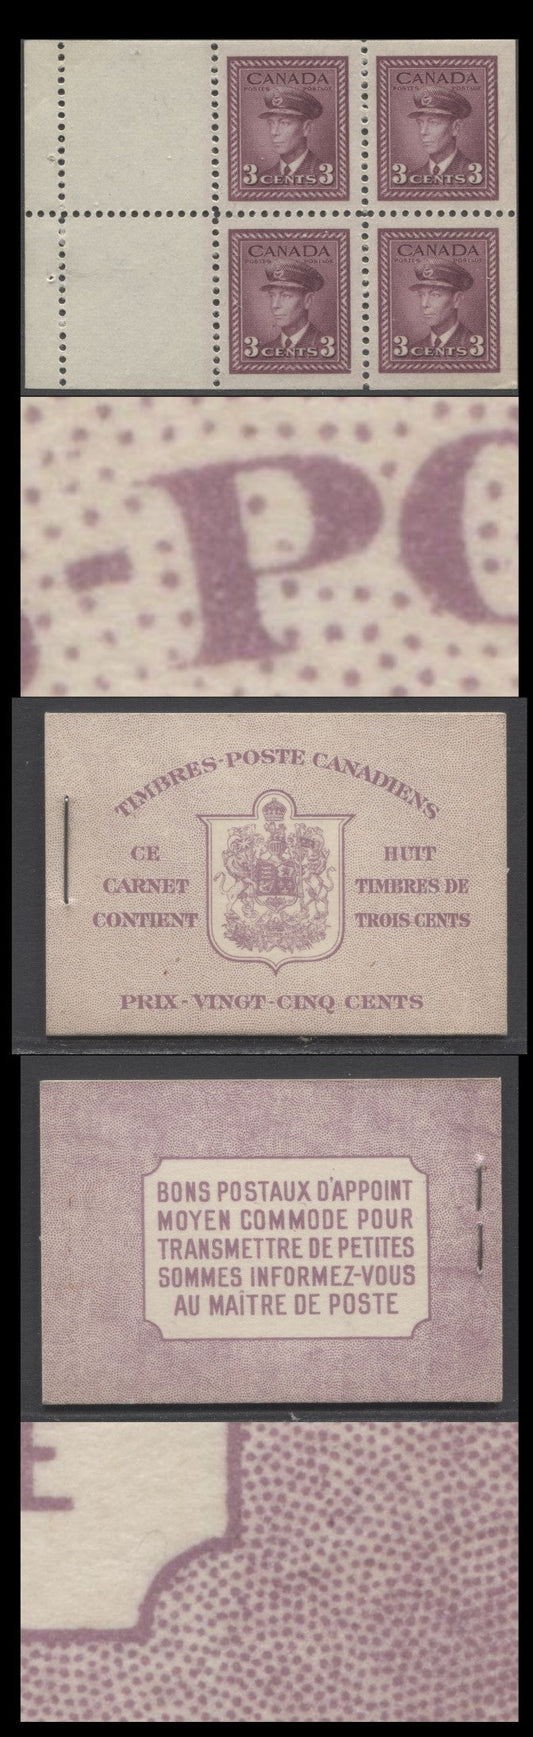 CANADA CANADA
POSTES POSTAGE POSTES POSTAGE
3 CENTS 3 3 CENTS 3
CANADA CANADA
POSTES POSTAGE POSTES POSTAGE
3 CENTS 3 3 CENTS 3
-PO
TIMBRES-POSTE CANADIENS
CE
CARNET
CONTIENT
HUIT
TIMBRES DE
TROIS CENTS
PRIX-VINGT-CINQ CENTS
BONS POSTAUX D'APPOINT
MOYEN COMMODE POUR
TRANSMETTRE DE PETITES
SOMMES INFORMEZ-VOUS
AU MAÎTRE DE POSTE
E